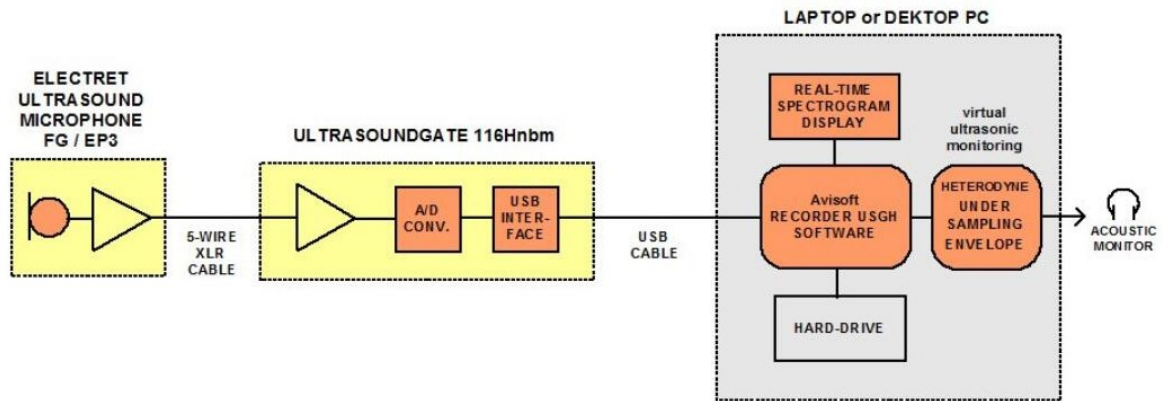 LAPTOP or DEKTOP PC
ELECTRET
ULTRASOUND
MICROPHONE
FG / EP3
ULTRASOUNDGATE 116Hnbm
5-WIRE
XLR
CABLE
A/D
CONV.
USB
INTER-
FACE
USB
CABLE
REAL-TIME
SPECTROGRAM
DISPLAY
Avisoft
RECORDER USGH
SOFTWARE
HARD-DRIVE
virtual
ultrasonic
monitoring
HETERODYNE
UNDER
SAMPLING
ENVELOPE
ACOUSTIC
MONITOR